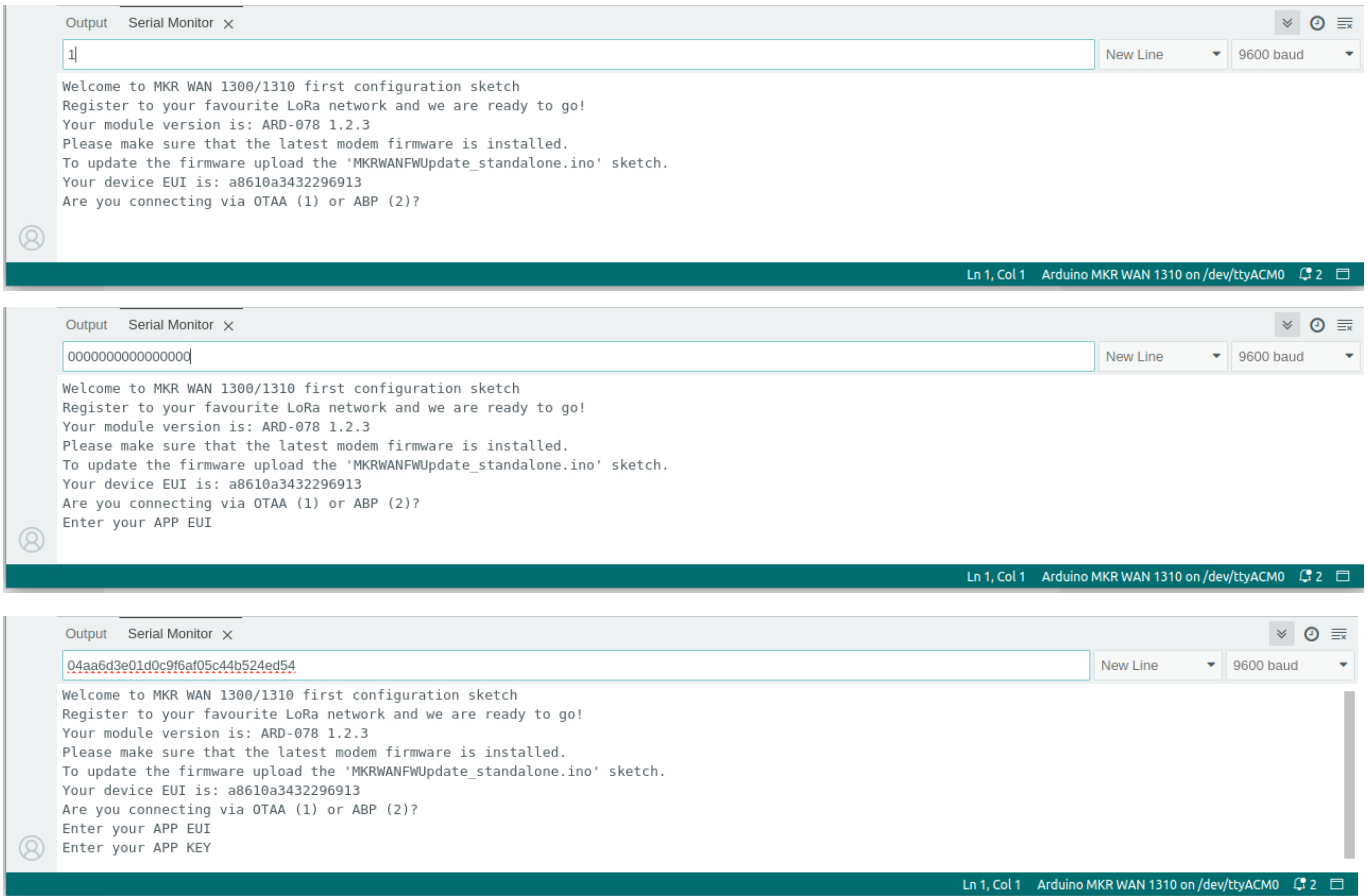 Output Serial Monitor
1 New Line 9600 baud
Welcome to MKR WAN 1300/1310 first configuration sketch
Register to your favourite LoRa network and we are ready to go!
Your module version is: ARD-078 1.2.3
Please make sure that the latest modem firmware is installed.
To update the firmware upload the 'MKRWANFWUpdate_standalone.ino' sketch.
Your device EUI is: a8610a3432296913
Are you connecting via OTAA (1) or ABP (2)?
Ln 1, Col 1 Arduino MKR WAN 1310 on /dev/ttyACM0 2
Output Serial Monitor
0000000000000000 New Line 9600 baud
Welcome to MKR WAN 1300/1310 first configuration sketch
Register to your favourite LoRa network and we are ready to go!
Your module version is: ARD-078 1.2.3
Please make sure that the latest modem firmware is installed.
To update the firmware upload the 'MKRWANFWUpdate_standalone.ino' sketch.
Your device EUI is: a8610a3432296913
Are you connecting via OTAA (1) or ABP (2)?
Enter your APP EUI
Ln 1, Col 1 Arduino MKR WAN 1310 on /dev/ttyACM0 2
Output Serial Monitor
04aa6d3e01d0c9f6af05c44b524ed54 New Line 9600 baud
Welcome to MKR WAN 1300/1310 first configuration sketch
Register to your favourite LoRa network and we are ready to go!
Your module version is: ARD-078 1.2.3
Please make sure that the latest modem firmware is installed.
To update the firmware upload the 'MKRWANFWUpdate_standalone.ino' sketch.
Your device EUI is: a8610a3432296913
Are you connecting via OTAA (1) or ABP (2)?
Enter your APP EUI
Enter your APP KEY
Ln 1, Col 1 Arduino MKR WAN 1310 on /dev/ttyACM0 2